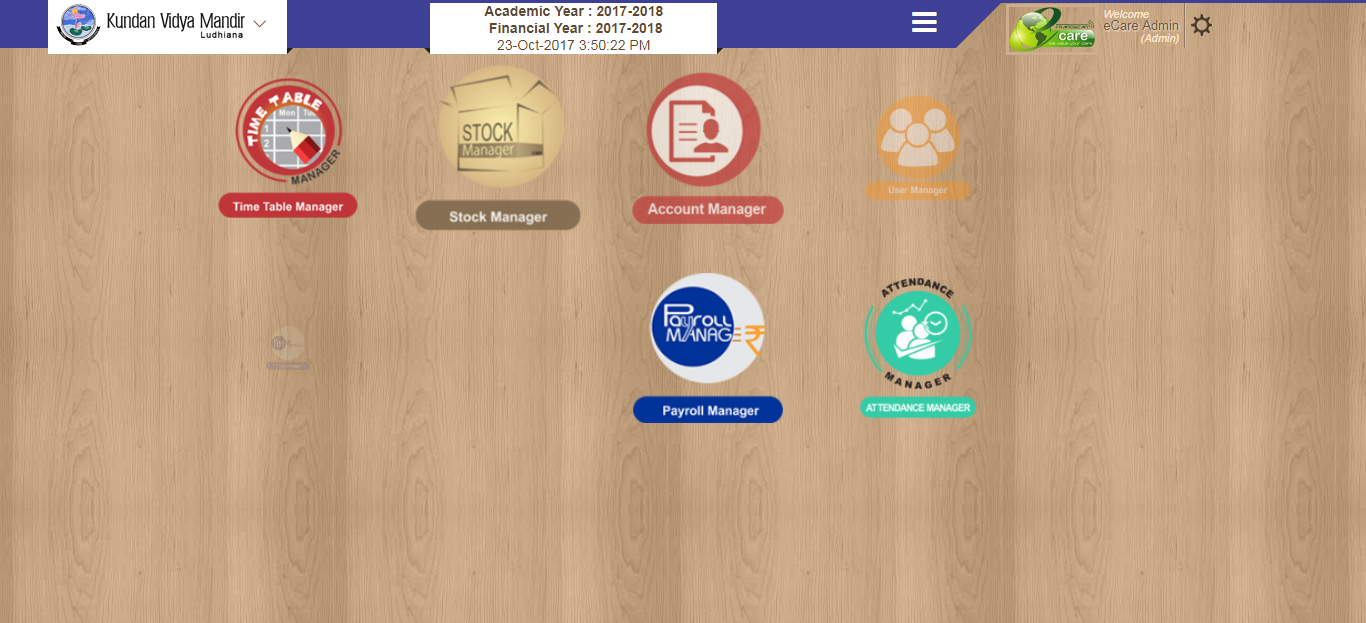 Kundan Vidya Mandir
Ludhiana
Academic Year : 2017-2018
Financial Year : 2017-2018
23-Oct-2017 3:50:22 PM
care
Welcome
eCare Admin
(Admin)
TIME TABLE
Mon Tu
1
2
MANAGER
Time Table Manager
STOCK
Manager
Stock Manager
Account Manager
User Manager
Payroll
MANAGER
Payroll Manager
ATTENDANCE
MANAGER
ATTENDANCE MANAGER